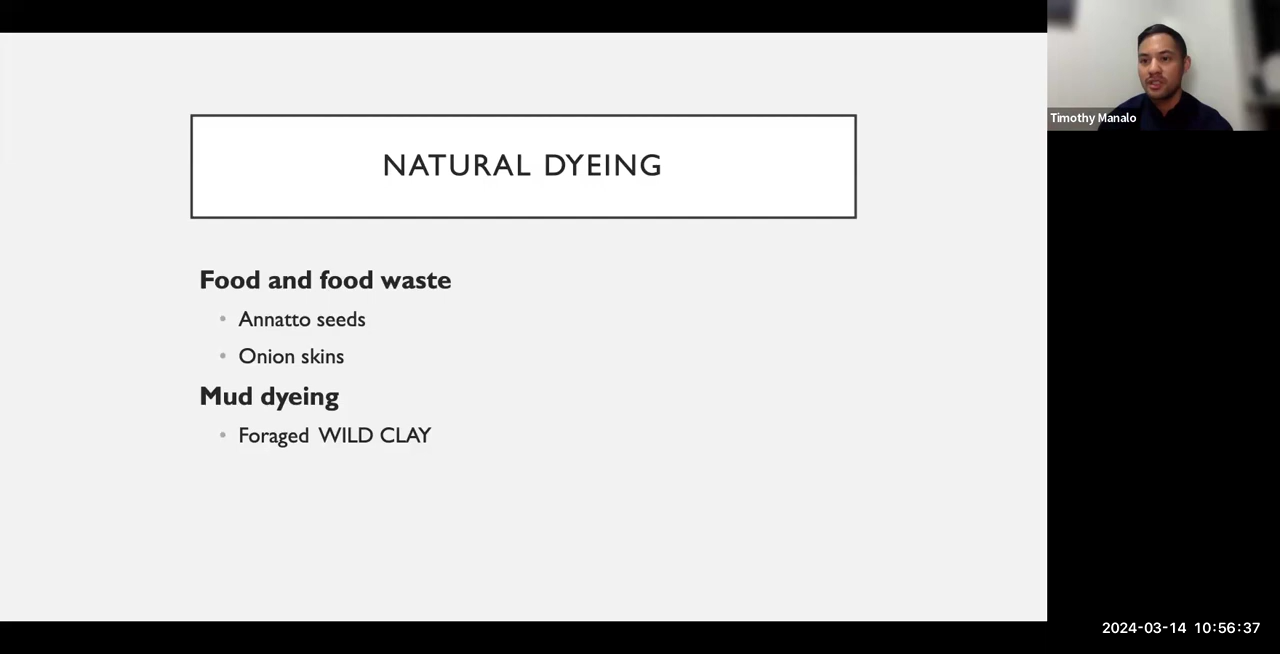 NATURAL DYEING
Food and food waste
• Annatto seeds
• Onion skins
Mud dyeing
• Foraged WILD CLAY
Timothy Manalo
2024-03-14 10:56:37